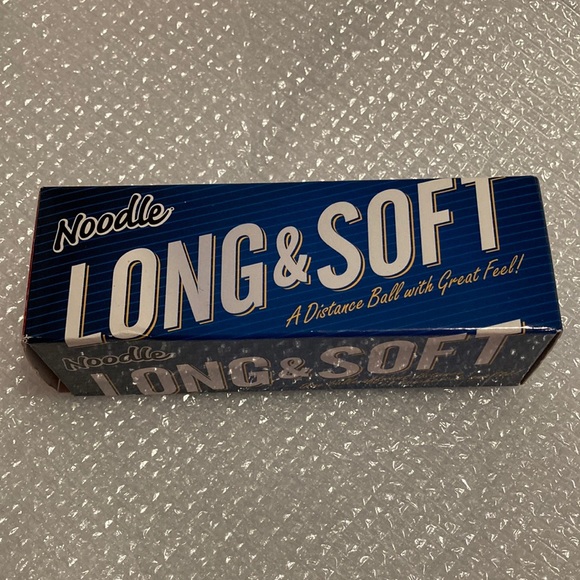 Noodle
LONG & SOFT
A Distance Ball with Great Feel!
Noodle
LONG & SOFT